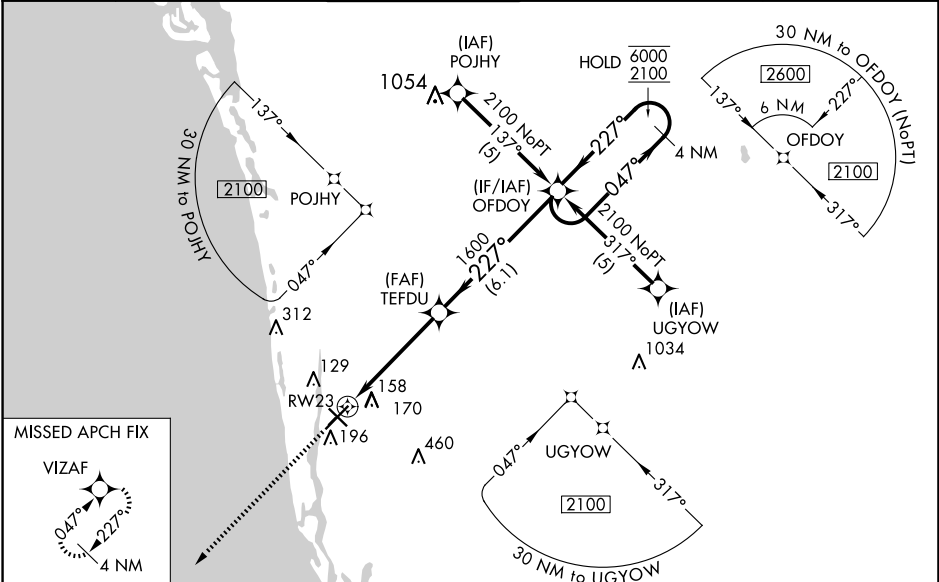 (IAF)
POJHY
1054
2100 NoPT
137°
(5)
HOLD 6000
2100
227°
047°
4 NM
30 NM to OFDOY (NoPT)
2600
137°
6 NM
227°
OFDOY
2100
317°
137°
2100
30 NM to POJHY
POJHY
047°
(IF/IAF)
OFDOY
2100 NoPT
317°
(5)
1600
227°
(6.1)
(FAF)
TEFDU
(IAF)
UGYOW
1034
312
129
158
RW23
170
196
460
UGYOW
047°
317°
2100
30 NM to UGYOW
MISSED APCH FIX
VIZAF
047°
227°
4 NM